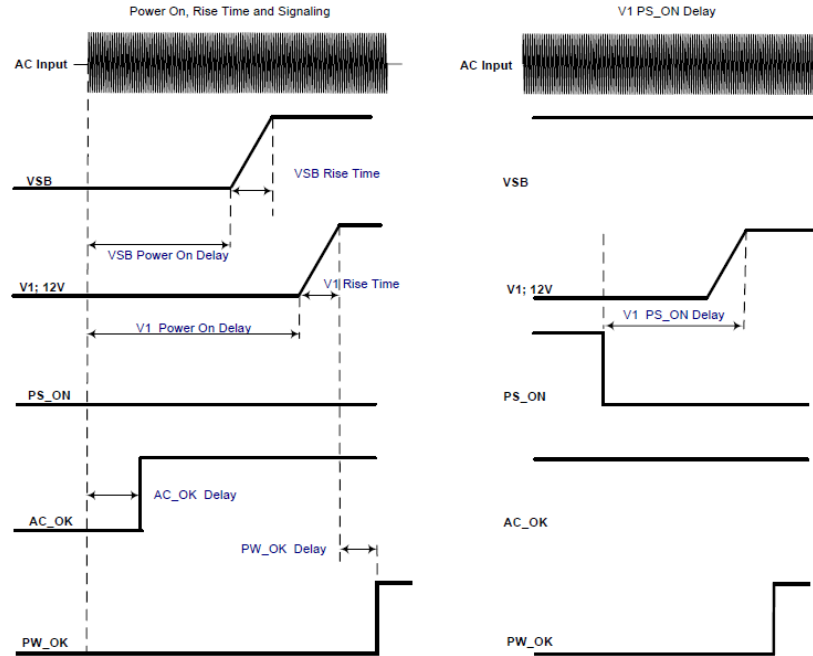 Power On, Rise Time and Signaling
AC Input
VSB Rise Time
VSB
VSB Power On Delay
V1 Rise Time
V1; 12V
V1 Power On Delay
PS_ON
AC_OK Delay
AC_OK
PW_OK Delay
PW_OK
V1 PS_ON Delay
AC Input
VSB
V1; 12V
V1 PS_ON Delay
PS_ON
AC_OK
PW_OK